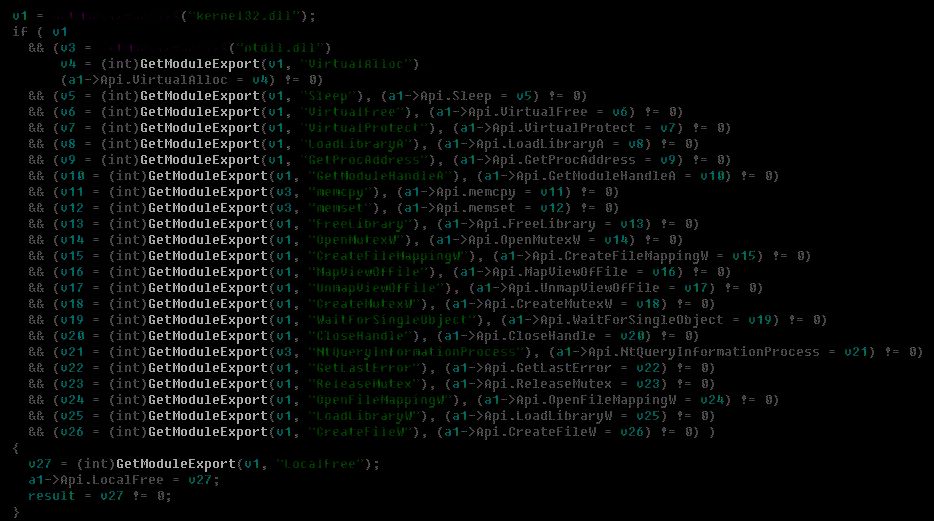 v1 = ("kernel32.dll");
if ( v1
&& (v3 = ("ntdll.dll")
v4 = (int)GetModuleExport(v1, "VirtualAlloc")
(a1->Api.VirtualAlloc = v4) != 0)
&& (v5 = (int)GetModuleExport(v1, "Sleep"), (a1->Api.Sleep = v5) != 0)
&& (v6 = (int)GetModuleExport(v1, "VirtualFree"), (a1->Api.VirtualFree = v6) != 0)
&& (v7 = (int)GetModuleExport(v1, "VirtualProtect"), (a1->Api.VirtualProtect = v7) != 0)
&& (v8 = (int)GetModuleExport(v1, "LoadLibraryA"), (a1->Api.LoadLibraryA = v8) != 0)
&& (v9 = (int)GetModuleExport(v1, "GetProcAddress"), (a1->Api.GetProcAddress = v9) != 0)
&& (v10 = (int)GetModuleExport(v1, "GetModuleHandleA"), (a1->Api.GetModuleHandleA = v10) != 0)
&& (v11 = (int)GetModuleExport(v3, "memcpy"), (a1->Api.memcpy = v11) != 0)
&& (v12 = (int)GetModuleExport(v3, "memset"), (a1->Api.memset = v12) != 0)
&& (v13 = (int)GetModuleExport(v1, "FreeLibrary"), (a1->Api.FreeLibrary = v13) != 0)
&& (v14 = (int)GetModuleExport(v1, "OpenMutexW"), (a1->Api.OpenMutexW = v14) != 0)
&& (v15 = (int)GetModuleExport(v1, "CreateFileMappingW"), (a1->Api.CreateFileMappingW = v15) != 0)
&& (v16 = (int)GetModuleExport(v1, "MapViewOfFile"), (a1->Api.MapViewOfFile = v16) != 0)
&& (v17 = (int)GetModuleExport(v1, "UnmapViewOfFile"), (a1->Api.UnmapViewOfFile = v17) != 0)
&& (v18 = (int)GetModuleExport(v1, "CreateMutexW"), (a1->Api.CreateMutexW = v18) != 0)
&& (v19 = (int)GetModuleExport(v1, "WaitForSingleObject"), (a1->Api.WaitForSingleObject = v19) != 0)
&& (v20 = (int)GetModuleExport(v1, "CloseHandle"), (a1->Api.CloseHandle = v20) != 0)
&& (v21 = (int)GetModuleExport(v3, "NtQueryInformationProcess"), (a1->Api.NtQueryInformationProcess = v21) != 0)
&& (v22 = (int)GetModuleExport(v1, "GetLastError"), (a1->Api.GetLastError = v22) != 0)
&& (v23 = (int)GetModuleExport(v1, "ReleaseMutex"), (a1->Api.ReleaseMutex = v23) != 0)
&& (v24 = (int)GetModuleExport(v1, "OpenFileMappingW"), (a1->Api.OpenFileMappingW = v24) != 0)
&& (v25 = (int)GetModuleExport(v1, "LoadLibraryW"), (a1->Api.LoadLibraryW = v25) != 0)
&& (v26 = (int)GetModuleExport(v1, "CreateFileW"), (a1->Api.CreateFileW = v26) != 0) )
{
v27 = (int)GetModuleExport(v1, "LocalFree");
a1->Api.LocalFree = v27;
result = v27 != 0;
}